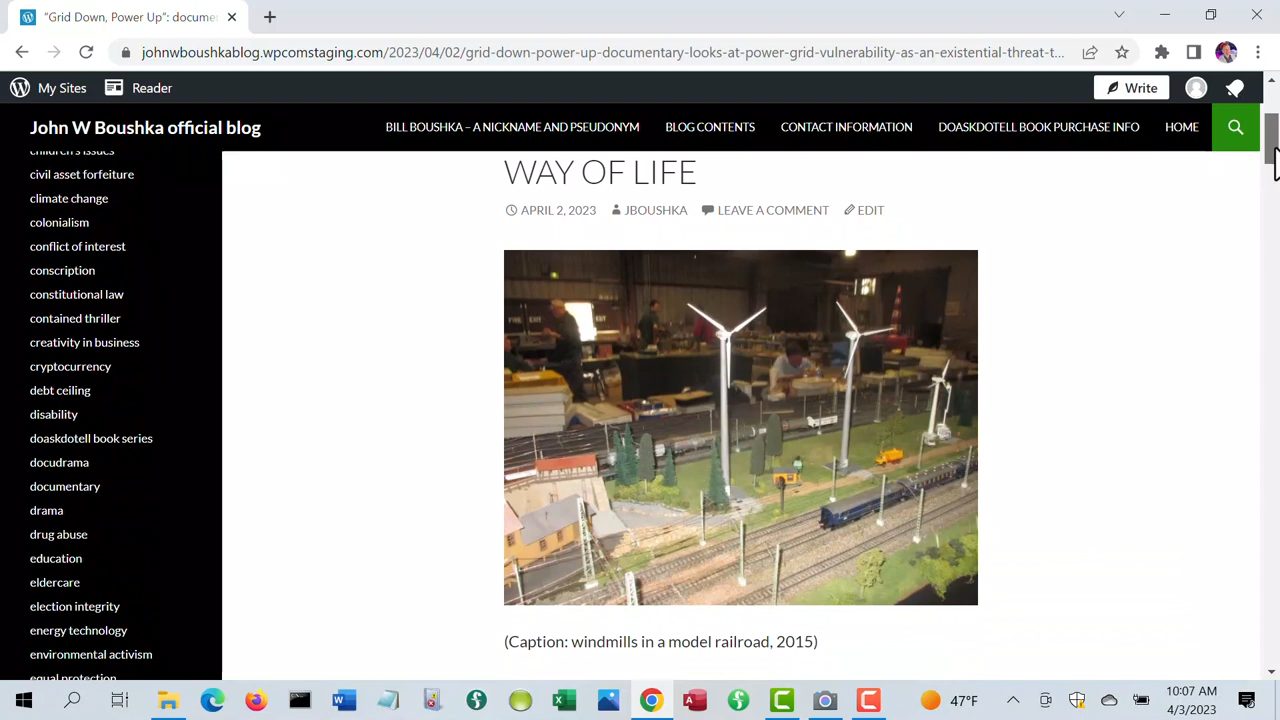 "Grid Down, Power Up": docume
johnwboushkablog.wpcomstaging.com/2023/04/02/grid-down-power-up-documentary-looks-at-power-grid-vulnerability-as-an-existential-threat-t...
My Sites
Reader
Write
John W Boushka official blog
BILL BOUSHKA – A NICKNAME AND PSEUDONYM
BLOG CONTENTS
CONTACT INFORMATION
DOASKDOTELL BOOK PURCHASE INFO
HOME
children's issues
civil asset forfeiture
climate change
colonialism
conflict of interest
conscription
constitutional law
contained thriller
creativity in business
cryptocurrency
debt ceiling
disability
doaskdotell book series
docudrama
documentary
drama
drug abuse
education
eldercare
election integrity
energy technology
environmental activism
equal protection
WAY OF LIFE
APRIL 2, 2023
JBOUSHKA
LEAVE A COMMENT
EDIT
(Caption: windmills in a model railroad, 2015)
47°F
10:07 AM
4/3/2023